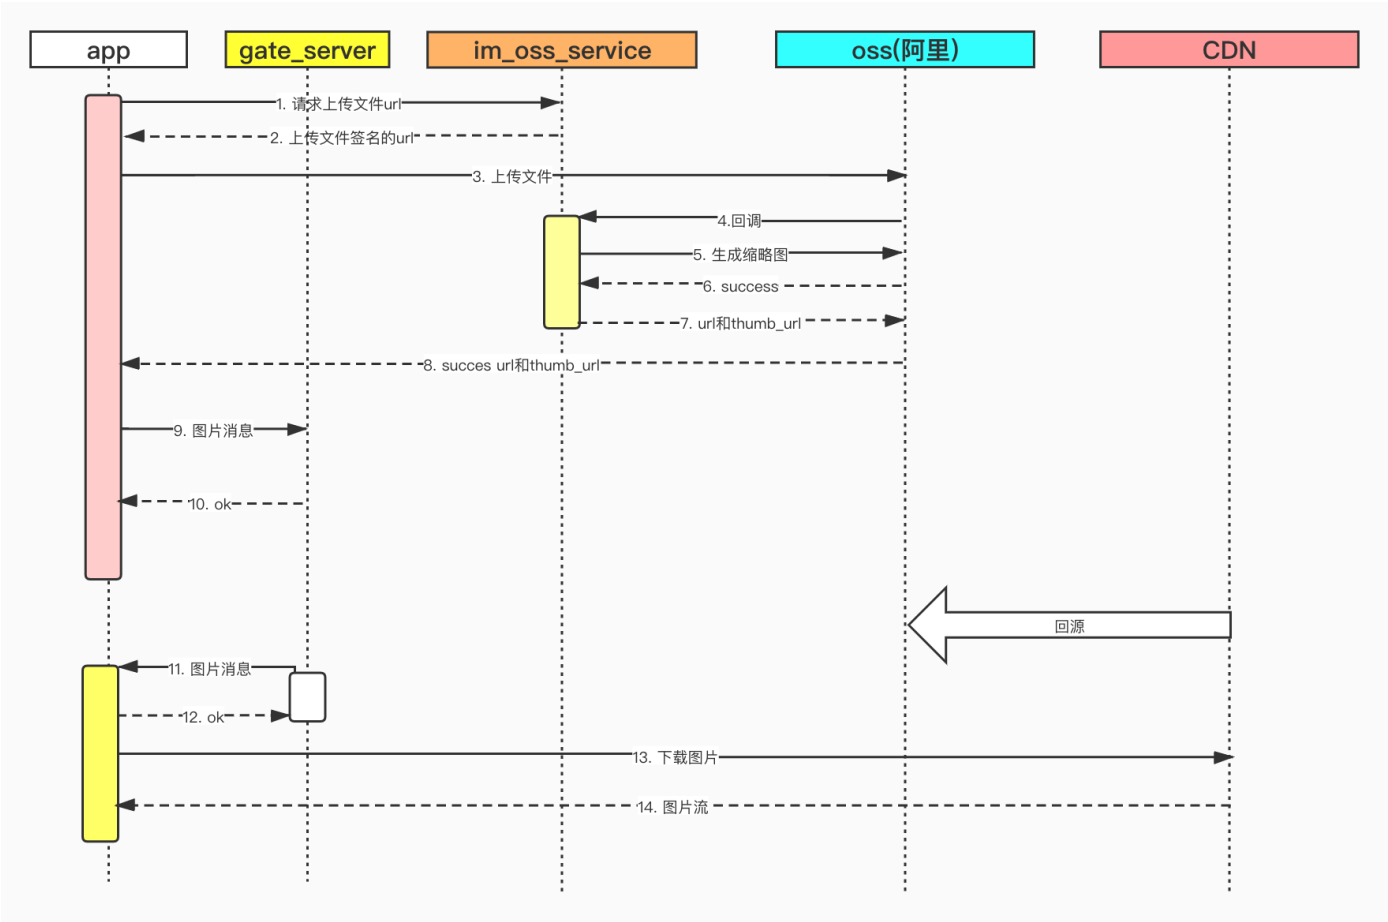 app
gate_server
im_oss_service
oss(阿里)
CDN
1. 请求上传文件url
2. 上传文件签名的url
3. 上传文件
4.回调
5. 生成缩略图
6. success
7. url和thumb_url
8. succes url和thumb_url
9. 图片消息
10. ok
回源
11. 图片消息
12. ok
13. 下载图片
14. 图片流